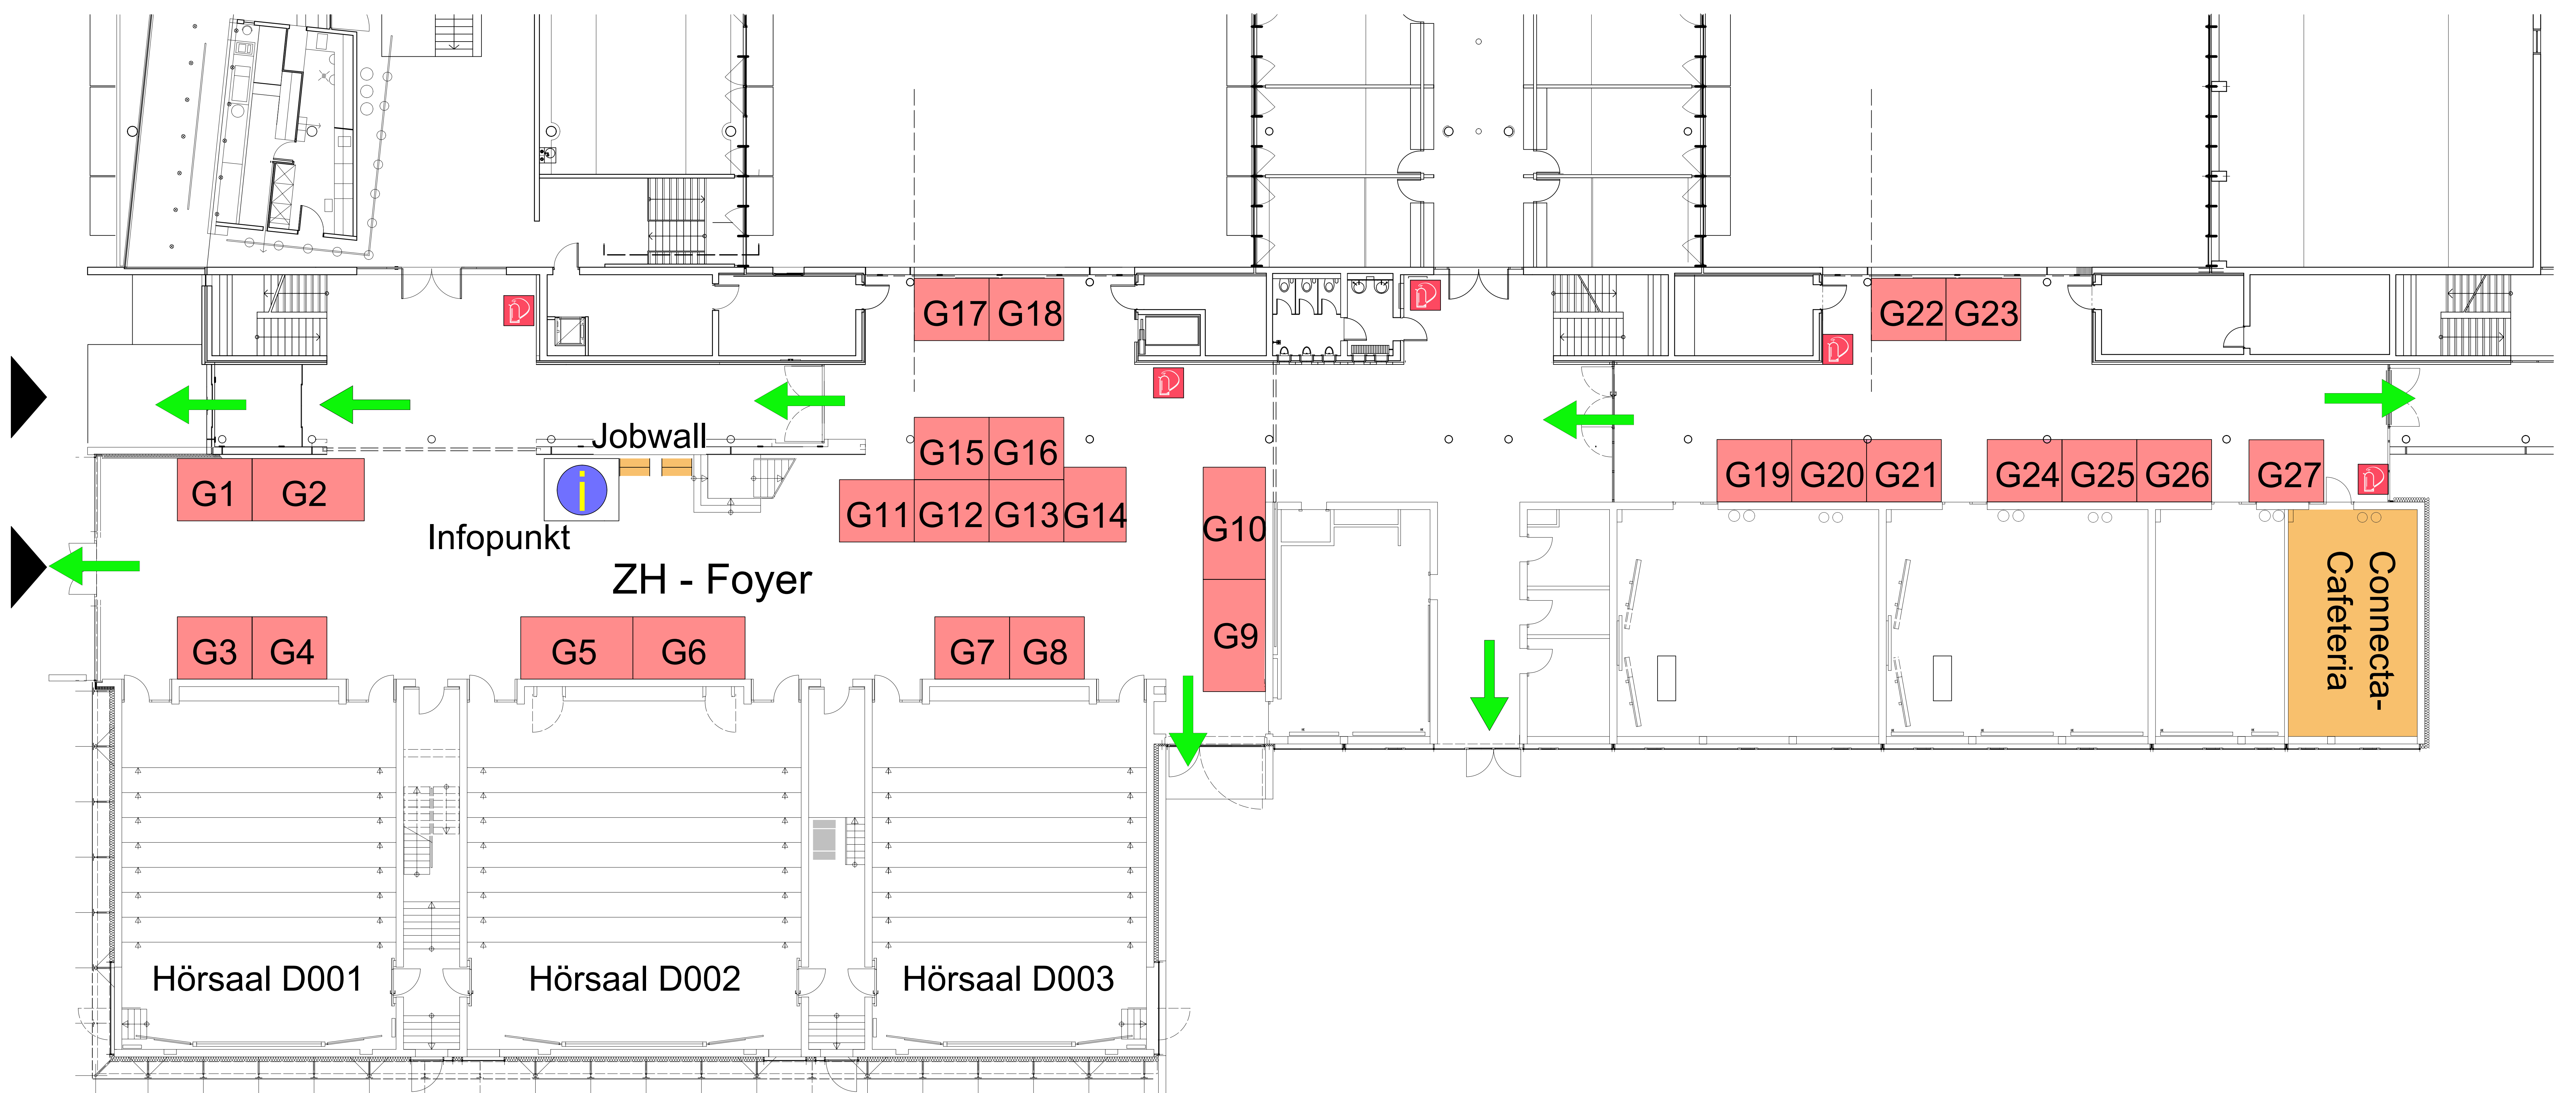 G17 G18
G22 G23
Jobwall
G15 G16
G19 G20 G21 G24 G25 G26 G27
G1 G2
i
G11 G12 G13 G14
G10
Infopunkt
ZH - Foyer
Connecta-
Cafeteria
G3 G4 G5 G6 G7 G8
G9
Hörsaal D001 Hörsaal D002 Hörsaal D003